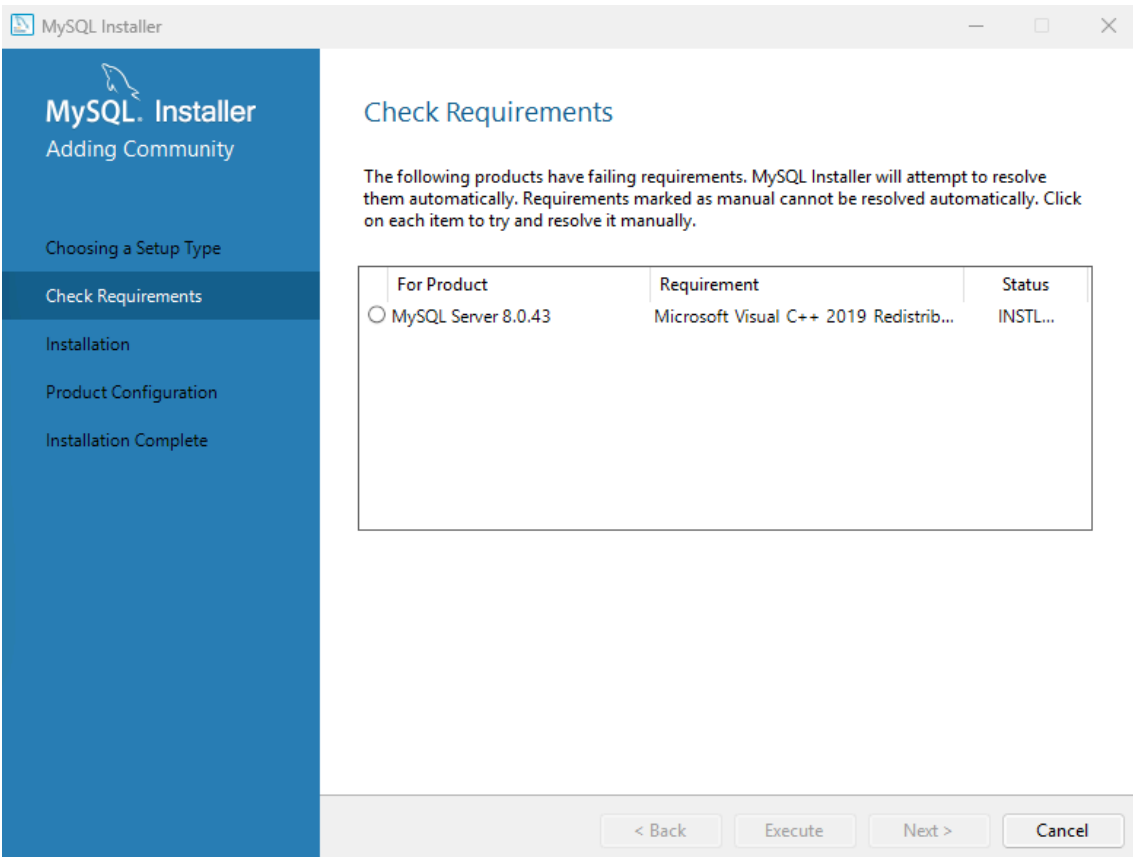 MySQL Installer
MySQL. Installer
Adding Community
Choosing a Setup Type
Check Requirements
Installation
Product Configuration
Installation Complete
Check Requirements
The following products have failing requirements. MySQL Installer will attempt to resolve
them automatically. Requirements marked as manual cannot be resolved automatically. Click
on each item to try and resolve it manually.
For Product Requirement Status
MySQL Server 8.0.43 Microsoft Visual C++ 2019 Redistrib... INSTL...
< Back Execute Next > Cancel